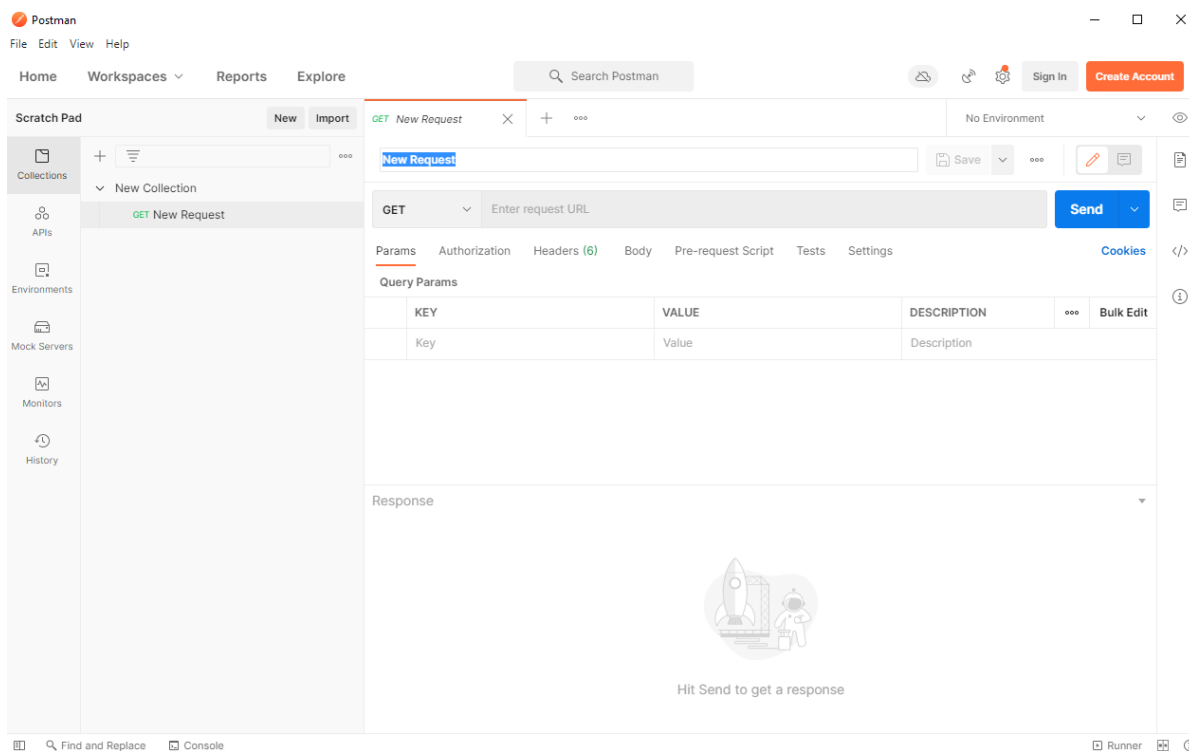 Postman
File Edit View Help
Home Workspaces Reports Explore Search Postman Sign In Create Account
Scratch Pad New Import GET New Request No Environment
New Request Save
Collections
New Collection
GET New Request
GET Enter request URL Send
APIs
Params Authorization Headers (6) Body Pre-request Script Tests Settings Cookies
Environments
Query Params
KEY VALUE DESCRIPTION Bulk Edit
Key Value Description
Mock Servers
Monitors
History
Response
Hit Send to get a response
Find and Replace Console Runner